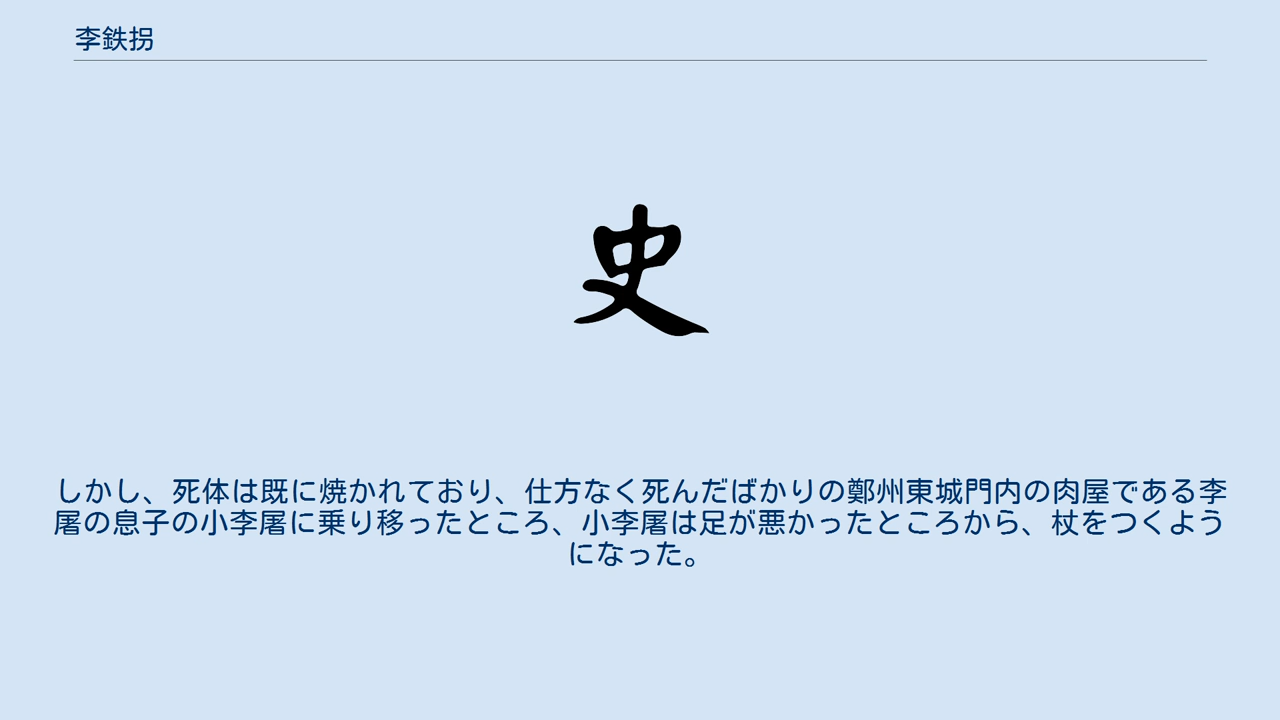 李鉄拐
史
しかし、死体は既に焼かれており、仕方なく死んだばかりの鄭州東城門内の肉屋である李
屠の息子の小李屠に乗り移ったところ、小李屠は足が悪かったところから、杖をつくよう
になった。